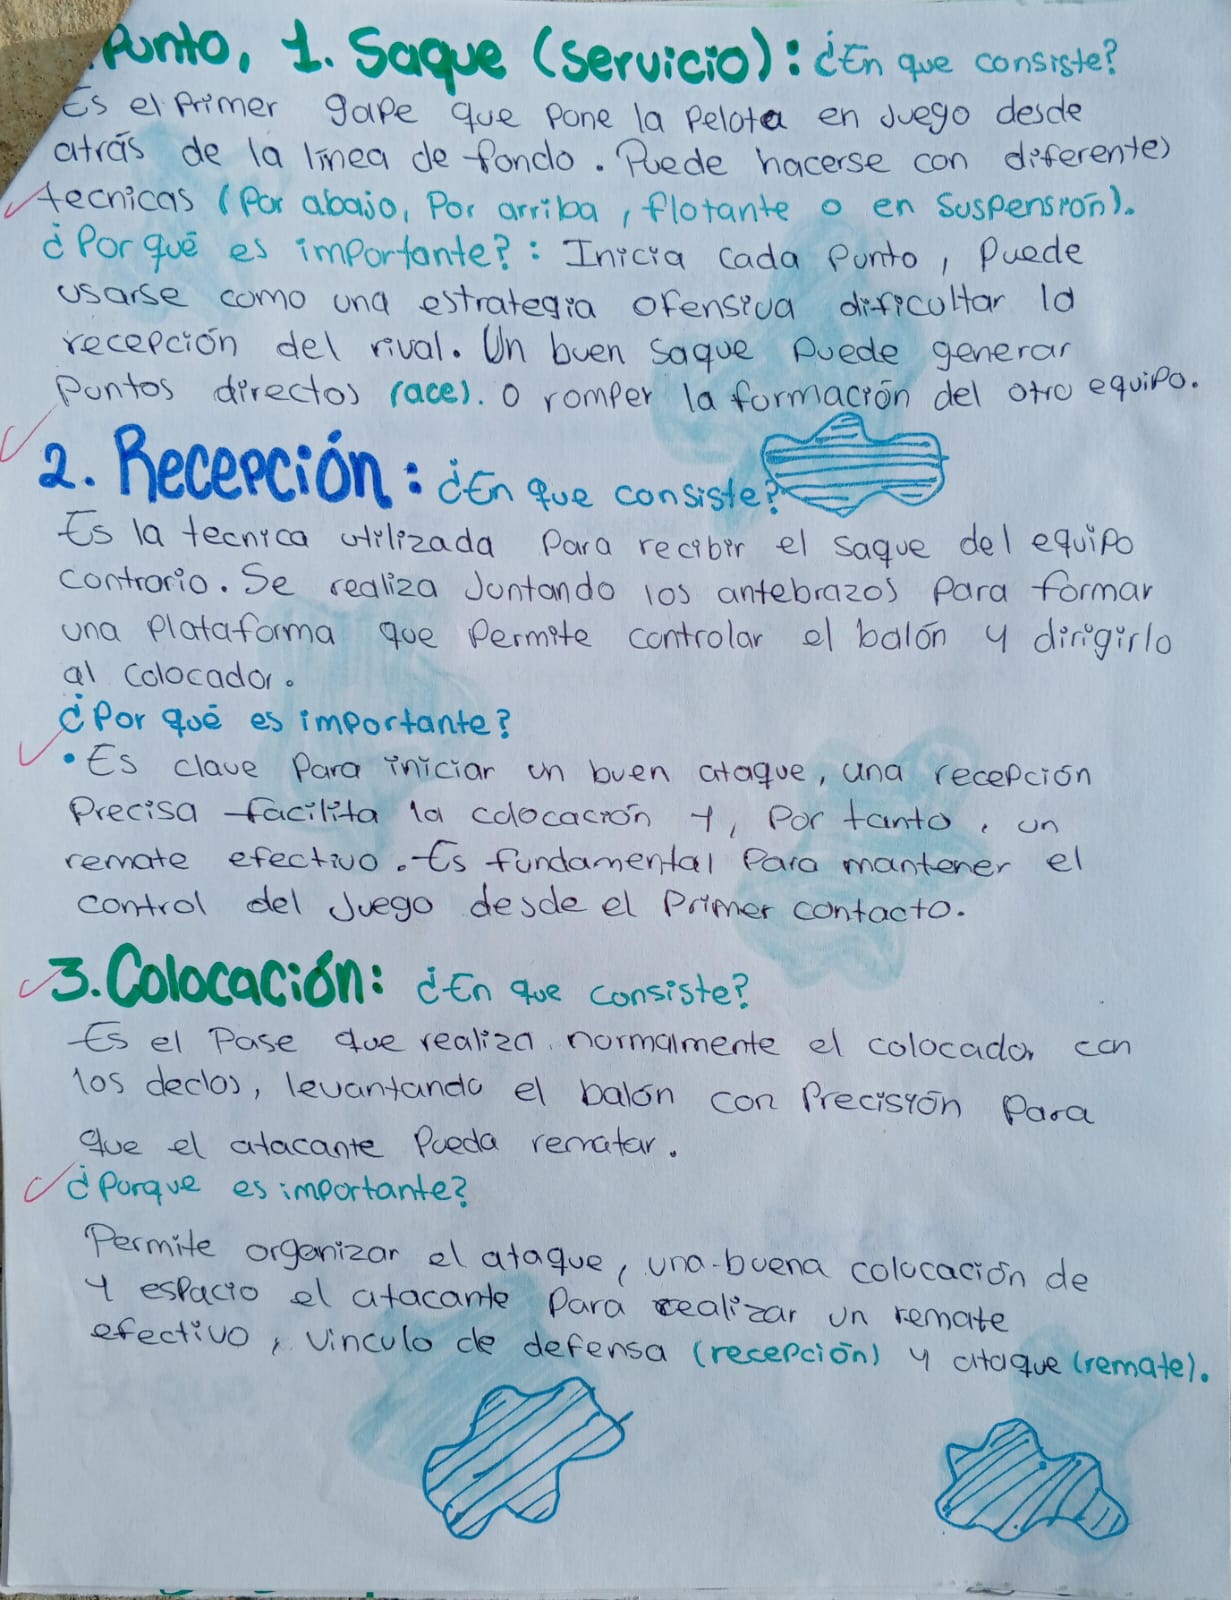 Punto, 1. Saque (servicio): ¿En que consiste?
Es el Primer gape que pone la pelota en Juego desde
atrás de la línea de fondo. Puede hacerse con diferentes
tecnicas (Por abajo, Por arriba, flotante o en Suspensión).
¿Por qué es importante?: Inicia cada Punto, Puede
usarse como una estrategia ofensiva dificultar la
recepción del rival. Un buen saque puede generar
Puntos directos (ace). o romper la formación del otro equipo.
2. Recepción: ¿En que consiste?
Es la tecnica utilizada Para recibir el saque del equipo
contrario. Se realiza Juntando los antebrazos Para formar
una Plataforma que Permite controlar el balón y dirigirlo
al colocador.
¿Por qué es importante?
• Es clave Para iniciar un buen ataque, una recepción
Precisa facilita la colocación y, Por tanto, un
remate efectivo. Es fundamental Para mantener el
control del Juego desde el Primer contacto.
3. Colocación: ¿En que consiste?
Es el Pase que realiza normalmente el colocador con
los declos, levantando el balón con Precisión Para
que el atacante Pueda rematar.
¿Porque es importante?
Permite organizar el ataque, una buena colocación de
y espacio el atacante Para realizar un remate
efectivo, vinculo de defensa (recepción) y ataque (remate).